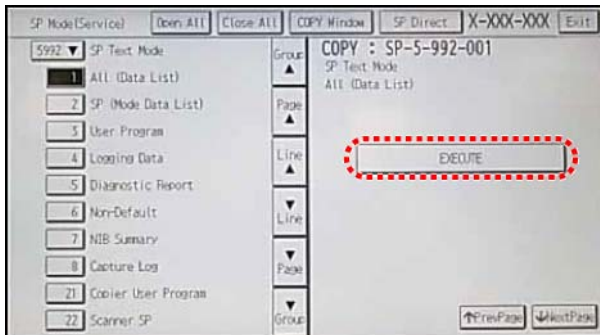 SP Mode(Service) Open All Close All COPY Window SP Direct X-XXX-XXX Exit
5992 ▼ SP Text Mode
1 All (Data List)
2 SP (Mode Data List)
3 User Program
4 Logging Data
5 Diagnostic Report
6 Non-Default
7 NIB Summary
8 Capture Log
21 Copier User Program
22 Scanner SP
Group ▲
Page ▲
Line ▲
▼ Line
▼ Page
▼ Group
COPY : SP-5-992-001
SP Text Mode
All (Data List)
EXECUTE
↑PrevPage ↓NextPage